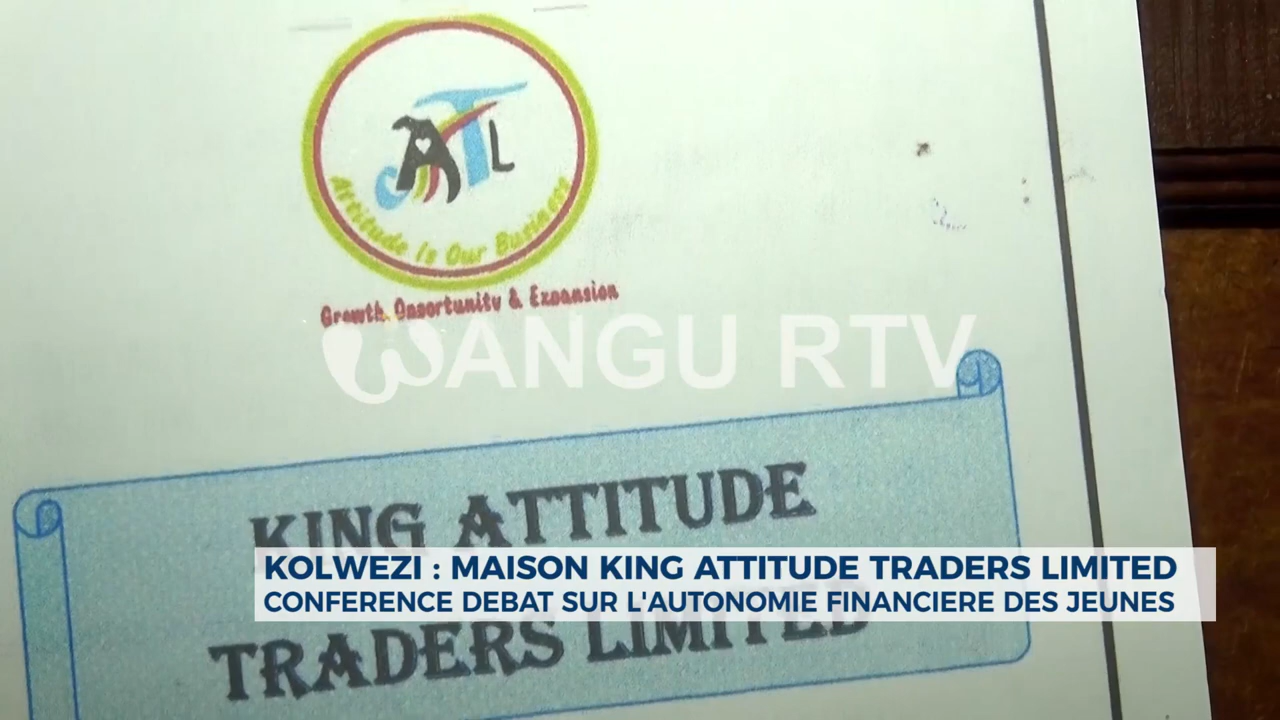 ATL
Attitude Is Our Business
Growth, Opportunity & Expansion
WANGU RTV
KING ATTITUDE
KOLWEZI : MAISON KING ATTITUDE TRADERS LIMITED
CONFERENCE DEBAT SUR L'AUTONOMIE FINANCIERE DES JEUNES
TRADERS LIMITED